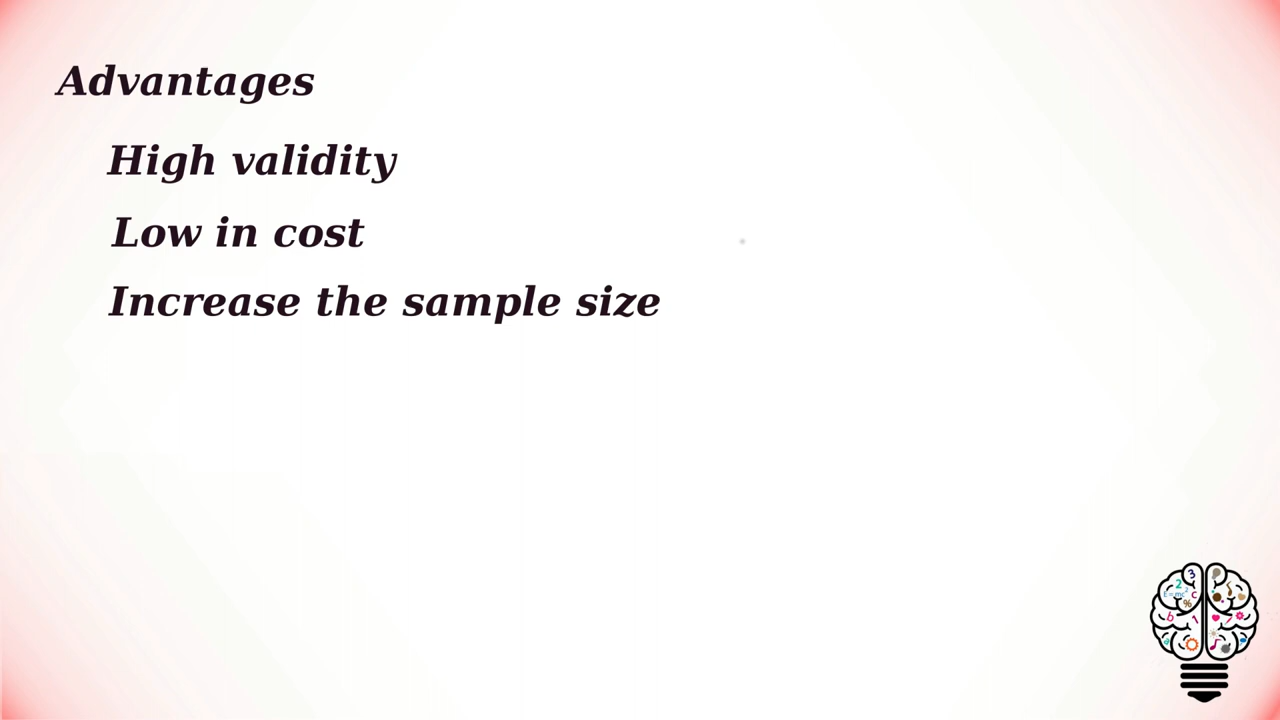 Advantages
High validity
Low in cost
Increase the sample size